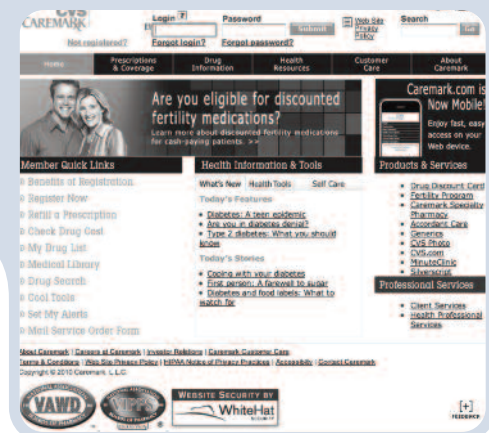 CVS
CAREMARK
Login ?
Password
Submit
Web Site
Privacy
Policy
Search
Go
Not registered?
Forgot login?
Forgot password?
Home
Prescriptions
& Coverage
Drug
Information
Health
Resources
Customer
Care
About
Caremark
Are you eligible for discounted
fertility medications?
Learn more about discounted fertility medications
for cash-paying patients. >>
Caremark.com is
Now Mobile!
Enjoy fast, easy
access on your
Web device.
Member Quick Links
Benefits of Registration
Register Now
Refill a Prescription
Check Drug Cost
My Drug List
Medical Library
Drug Search
Cool Tools
Set My Alerts
Mail Service Order Form
Health Information & Tools
What's New
Health Tools
Self Care
Today's Features
Diabetes: A teen epidemic
Are you in diabetes denial?
Type 2 diabetes: What you should
know
Today's Stories
Coping with your diabetes
First person: A farewell to sugar
Diabetes and food labels: What to
watch for
Products & Services
Drug Discount Card
Fertility Program
Caremark Specialty
Pharmacy
Accordant Care
Generics
CVS Photo
CVS.com
MinuteClinic
Silverscript
Professional Services
Client Services
Health Professional
Services
About Caremark | Careers at Caremark | Investor Relations | Caremark Customer Care
Terms & Conditions | Web Site Privacy Policy | HIPAA Notice of Privacy Practices | Accessibility | Contact Caremark
Copyright © 2010 Caremark, L.L.C.
VAWD
VIPPS
WEBSITE SECURITY BY
WhiteHat
SECURITY
[+]
FEEDBACK